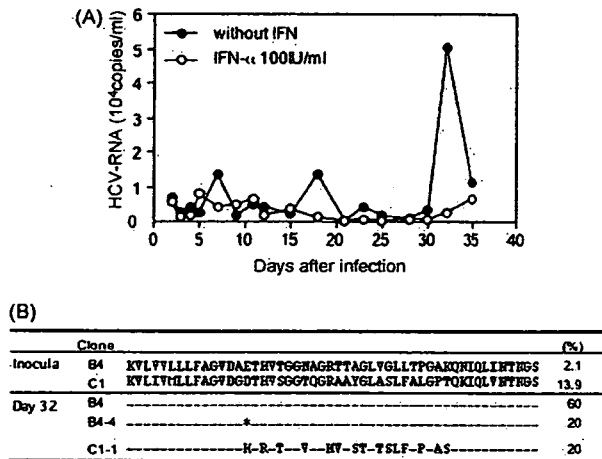 (A)
HCV-RNA (10⁴copies/ml)
6
5
4
3
2
1
0
without IFN
IFN-α 100IU/ml
0 5 10 15 20 25 30 35 40
Days after infection
(B)
Clone (%)
Inocula B4 KVLVVLLLFAGVDAETHVTGGNAGRTTAGLVGLLTPGAKQNIQLINTNGS 2.1
C1 KVLIVMLLFAGVDGDTHVSGGTQGRAAYGLASLFALGPTQKIQLVNTNGS 13.9
Day 32 B4 60
B4-4 * 20
C1-1 20